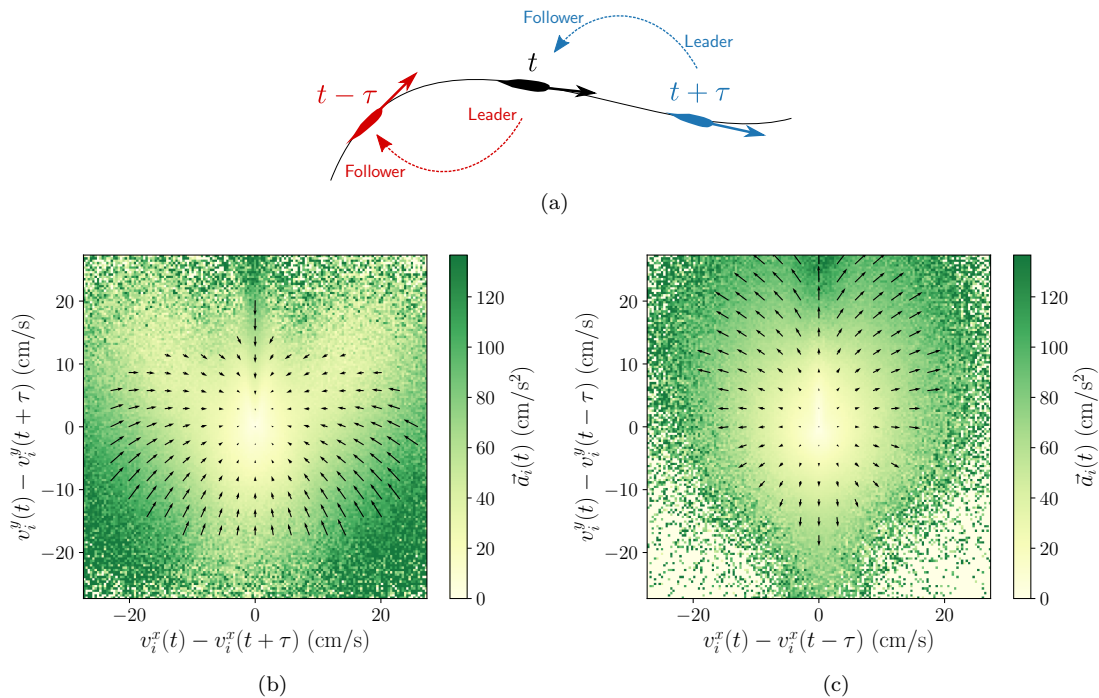 Follower
Leader
t
t − τ
t + τ
Leader
Follower
(a)
20
10
0
−10
−20
−20
0
20
v_i^y(t) − v_i^y(t + τ) (cm/s)
v_i^x(t) − v_i^x(t + τ) (cm/s)
120
100
80
60
40
20
0
a⃗_i(t) (cm/s²)
(b)
20
10
0
−10
−20
−20
0
20
v_i^y(t) − v_i^y(t − τ) (cm/s)
v_i^x(t) − v_i^x(t − τ) (cm/s)
120
100
80
60
40
20
0
a⃗_i(t) (cm/s²)
(c)